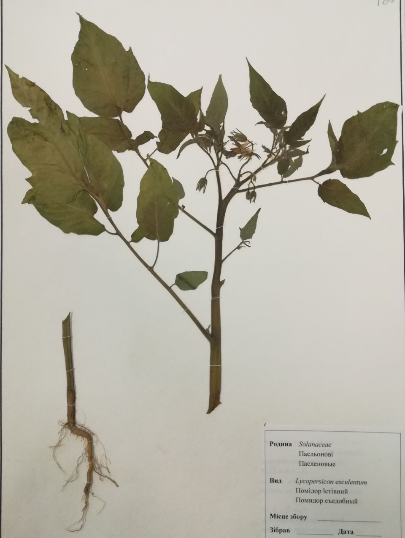 Родина Solanaceae
Пасльонові
Пасленовые
Вид Lycopersicon esculentum
Помідор їстівний
Помидор съедобный
Місце збору
Зібрав Дата